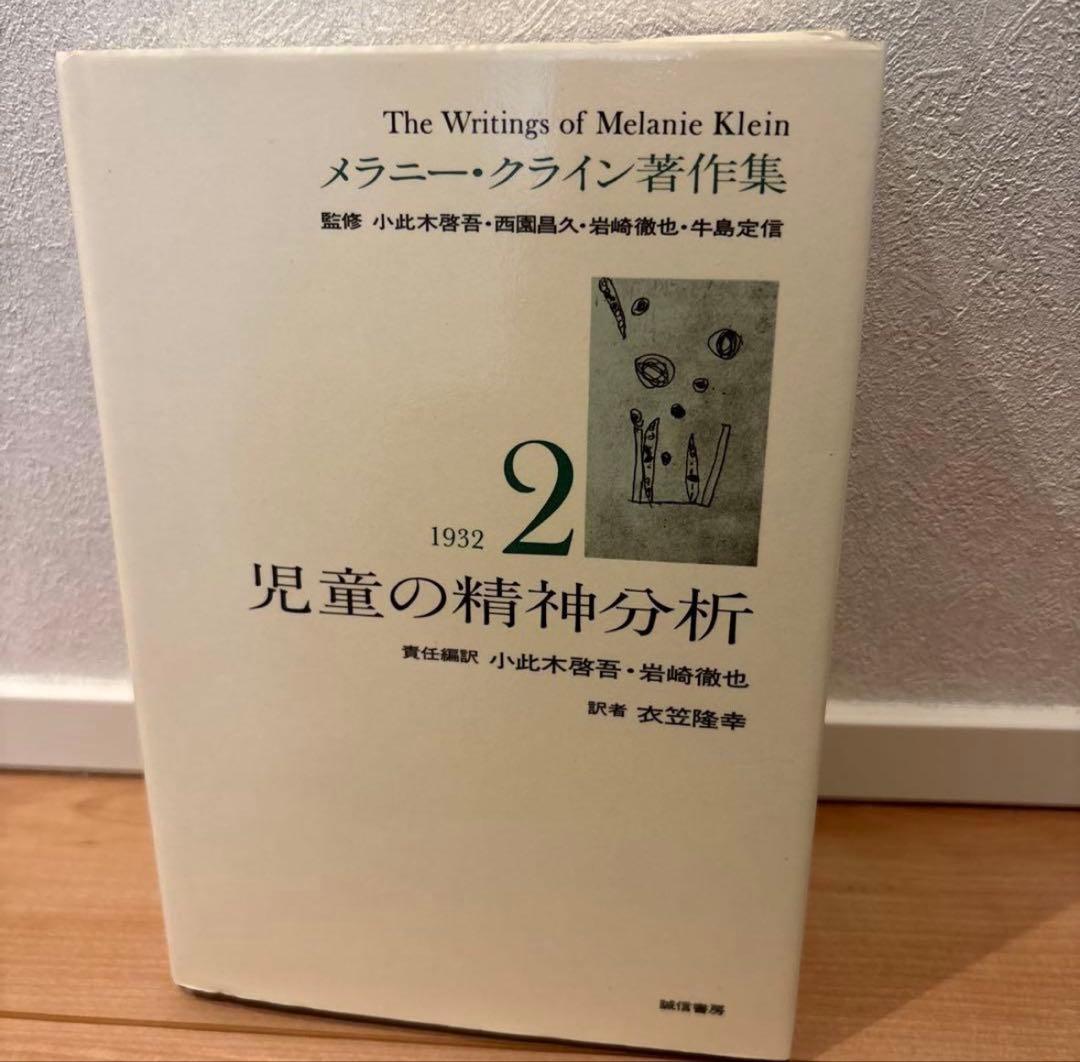 The Writings of Melanie Klein
メラニー・クライン著作集
監修 小此木啓吾・西園昌久・岩崎徹也・牛島定信
1932 2
児童の精神分析
責任編訳 小此木啓吾・岩崎徹也
訳者 衣笠隆幸
誠信書房